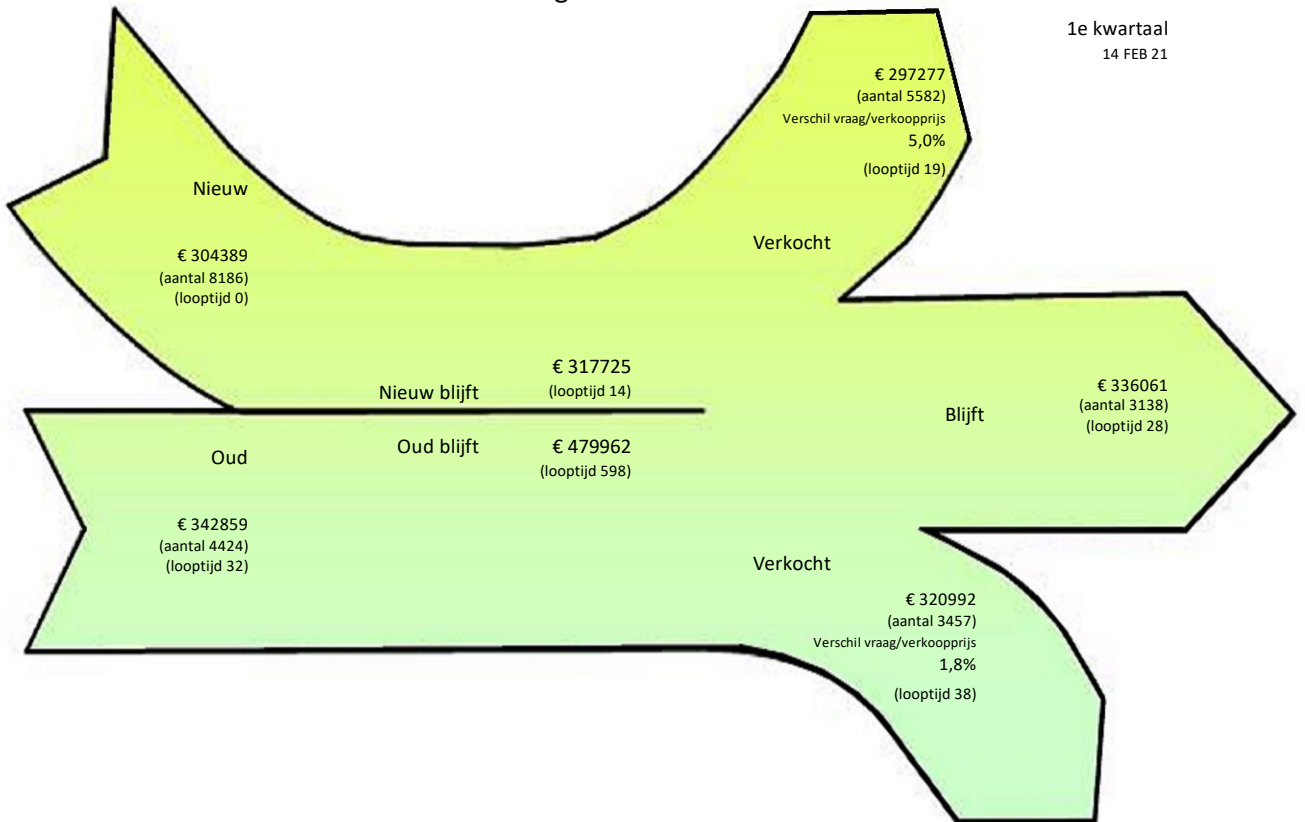 1e kwartaal
14 FEB 21
€ 297277
(aantal 5582)
Verschil vraag/verkoopprijs
5,0%
(looptijd 19)
Nieuw
Verkocht
€ 304389
(aantal 8186)
(looptijd 0)
€ 317725
Nieuw blijft
(looptijd 14)
€ 336061
(aantal 3138)
Blijft
(looptijd 28)
Oud blijft
€ 479962
Oud
(looptijd 598)
€ 342859
(aantal 4424)
(looptijd 32)
Verkocht
€ 320992
(aantal 3457)
Verschil vraag/verkoopprijs
1,8%
(looptijd 38)